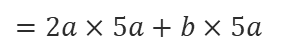 = 2a × 5a + b × 5a